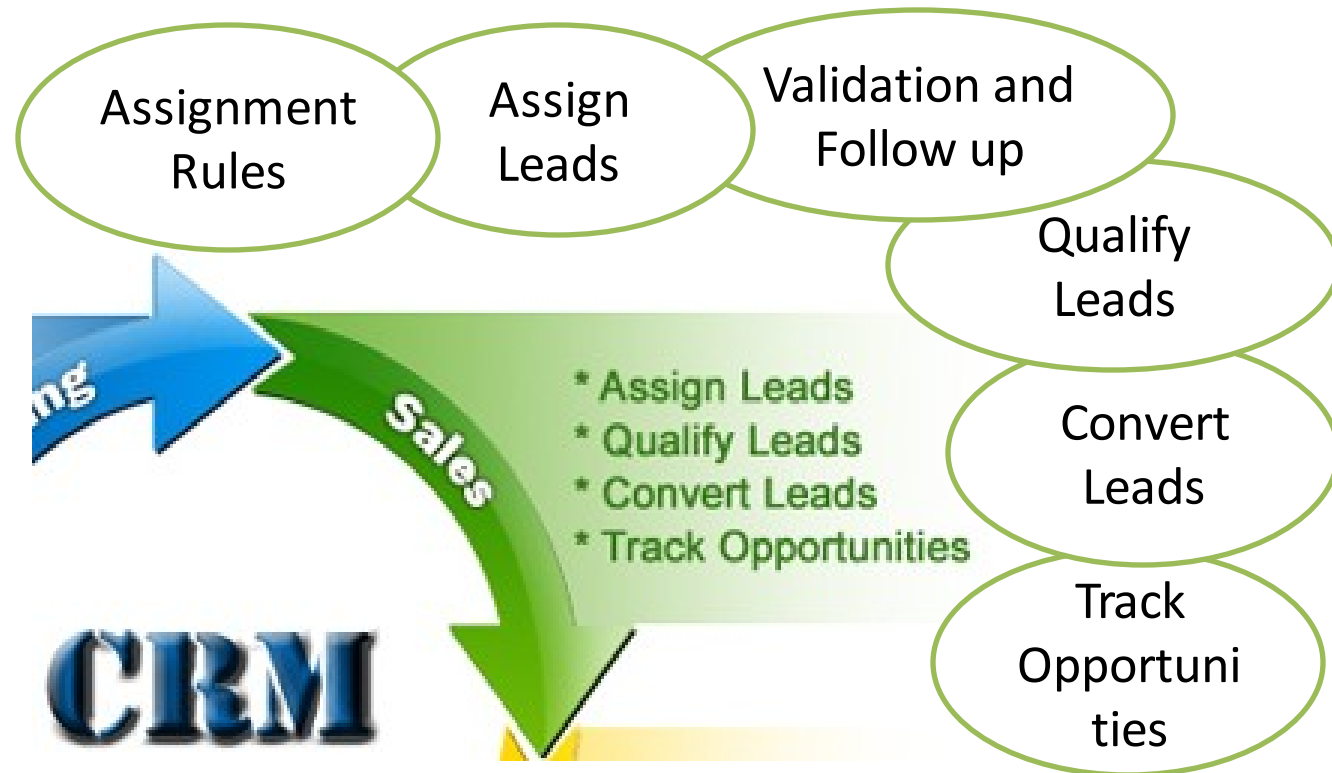 Assignment
Rules
Assign
Leads
Validation and
Follow up
Qualify
Leads
Convert
Leads
Track
Opportuni
ties
ng
Sales
* Assign Leads
* Qualify Leads
* Convert Leads
* Track Opportunities
CRM